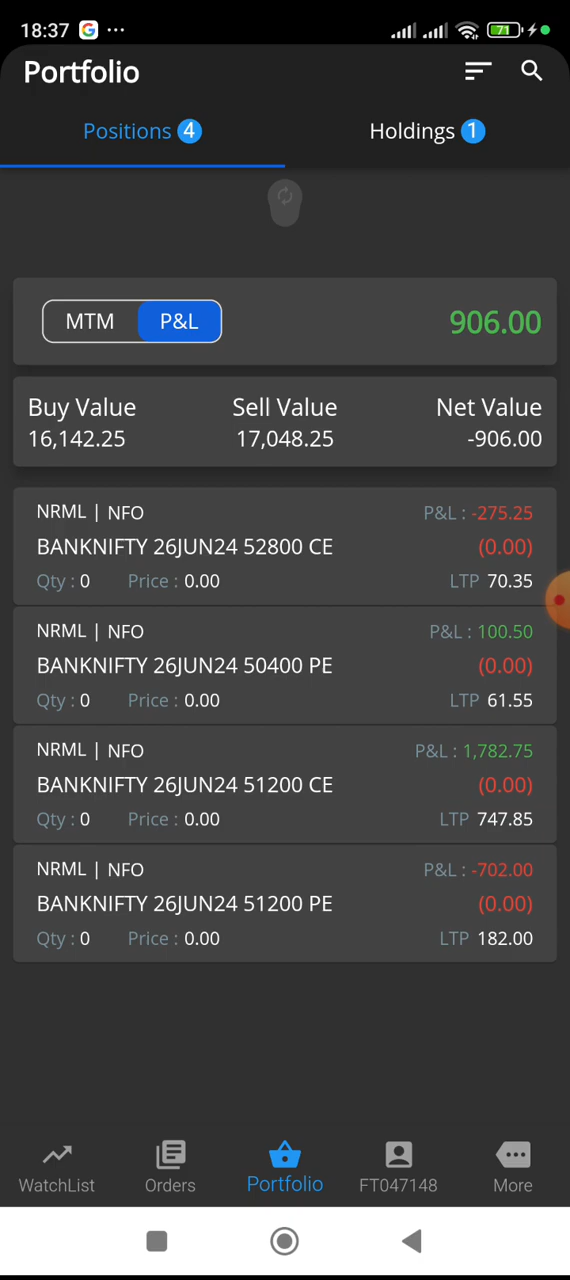 18:37 G ... 71
Portfolio
Positions 4 Holdings 1
MTM P&L 906.00
Buy Value Sell Value Net Value
16,142.25 17,048.25 -906.00
NRML | NFO P&L : -275.25
BANKNIFTY 26JUN24 52800 CE (0.00)
Qty : 0 Price : 0.00 LTP 70.35
NRML | NFO P&L : 100.50
BANKNIFTY 26JUN24 50400 PE (0.00)
Qty : 0 Price : 0.00 LTP 61.55
NRML | NFO P&L : 1,782.75
BANKNIFTY 26JUN24 51200 CE (0.00)
Qty : 0 Price : 0.00 LTP 747.85
NRML | NFO P&L : -702.00
BANKNIFTY 26JUN24 51200 PE (0.00)
Qty : 0 Price : 0.00 LTP 182.00
WatchList Orders Portfolio FT047148 More